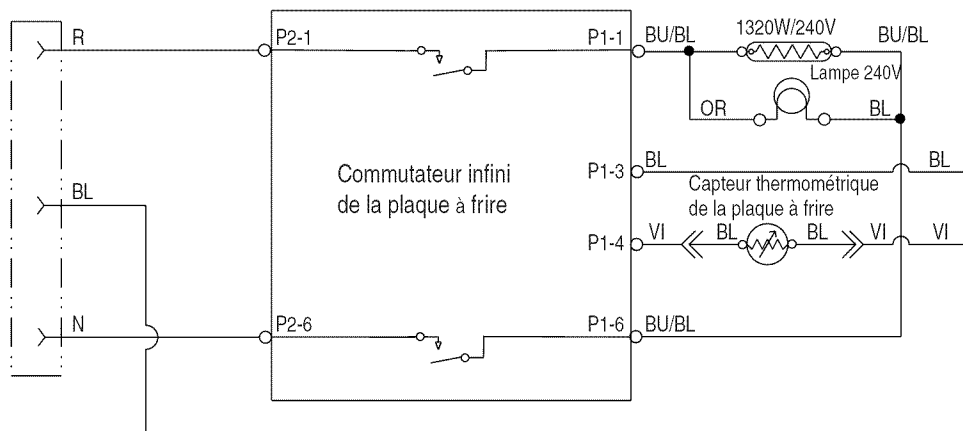 R P2-1 P1-1 BU/BL 1320W/240V BU/BL
Lampe 240V
OR BL
BL Commutateur infini
de la plaque à frire
P1-3 BL BL
Capteur thermométrique
de la plaque à frire
P1-4 VI BL BL VI VI
N P2-6 P1-6 BU/BL